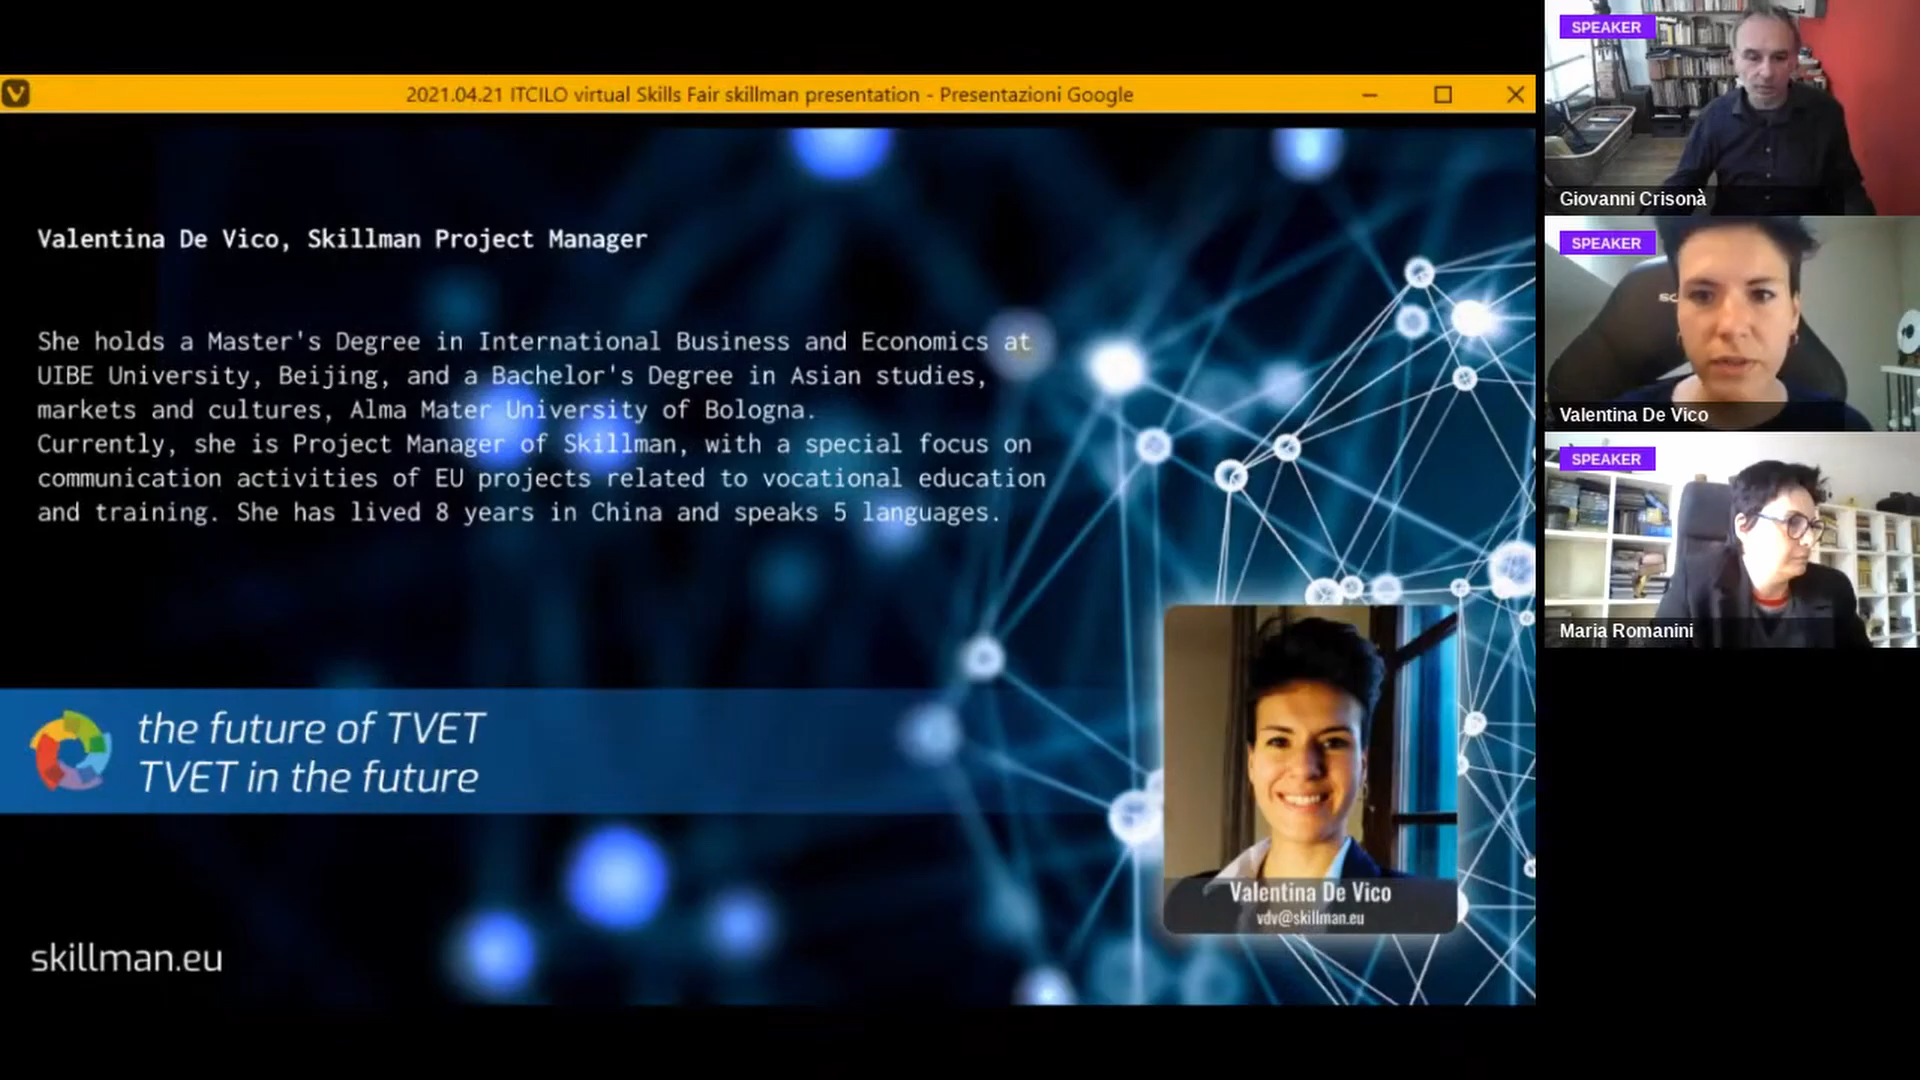 2021.04.21 ITCILO virtual Skills Fair skillman presentation - Presentazioni Google
Valentina De Vico, Skillman Project Manager
She holds a Master's Degree in International Business and Economics at
UIBE University, Beijing, and a Bachelor's Degree in Asian studies,
markets and cultures, Alma Mater University of Bologna.
Currently, she is Project Manager of Skillman, with a special focus on
communication activities of EU projects related to vocational education
and training. She has lived 8 years in China and speaks 5 languages.
the future of TVET
TVET in the future
Valentina De Vico
vdv@skillman.eu
skillman.eu
SPEAKER
Giovanni Crisonà
SPEAKER
Valentina De Vico
SPEAKER
Maria Romanini